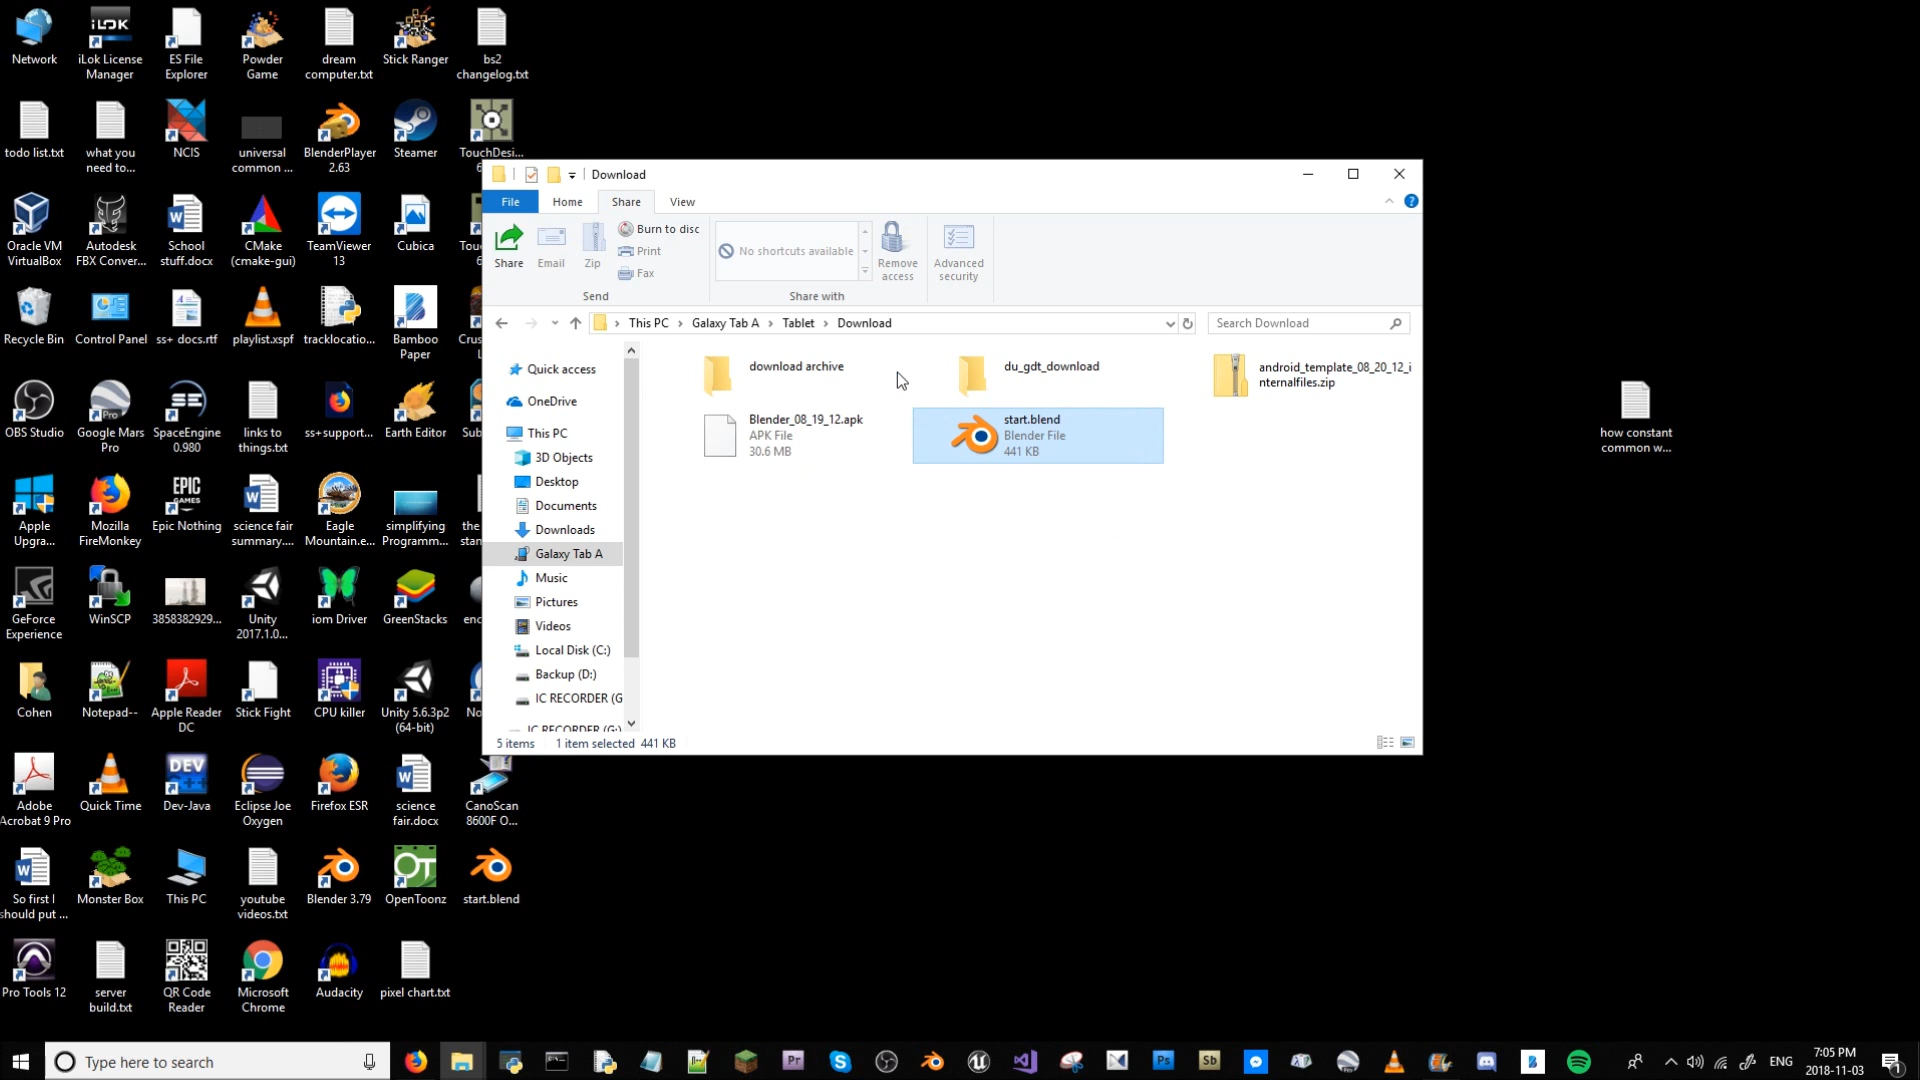 Network
iLok License
Manager
ES File
Explorer
Powder
Game
dream
computer.txt
Stick Ranger
bs2
changelog.txt
todo list.txt
what you
need to...
NCIS
universal
common ...
BlenderPlayer
2.63
Steamer
TouchDesi...
Oracle VM
VirtualBox
Autodesk
FBX Conver...
School
stuff.docx
CMake
(cmake-gui)
TeamViewer
13
Cubica
Recycle Bin
Control Panel
ss+ docs.rtf
playlist.xspf
tracklocatio...
Bamboo
Paper
OBS Studio
Google Mars
Pro
SpaceEngine
0.980
links to
things.txt
ss+support...
Earth Editor
Apple
Upgra...
Mozilla
FireMonkey
Epic Nothing
science fair
summary....
Eagle
Mountain.e...
simplifying
Programm...
GeForce
Experience
WinSCP
3858382929...
Unity
2017.1.0...
iom Driver
GreenStacks
Cohen
Notepad--
Apple Reader
DC
Stick Fight
CPU killer
Unity 5.6.3p2
(64-bit)
Adobe
Acrobat 9 Pro
Quick Time
Dev-Java
Eclipse Joe
Oxygen
Firefox ESR
science
fair.docx
CanoScan
8600F O...
So first I
should put ...
Monster Box
This PC
youtube
videos.txt
Blender 3.79
OpenToonz
start.blend
Pro Tools 12
server
build.txt
QR Code
Reader
Microsoft
Chrome
Audacity
pixel chart.txt
how constant
common w...
Download
File
Home
Share
View
Share
Email
Zip
Burn to disc
Print
Fax
Send
No shortcuts available
Remove
access
Share with
Advanced
security
This PC
Galaxy Tab A
Tablet
Download
Search Download
Quick access
OneDrive
This PC
3D Objects
Desktop
Documents
Downloads
Galaxy Tab A
Music
Pictures
Videos
Local Disk (C:)
Backup (D:)
IC RECORDER (G
IC RECORDER (G:)
download archive
du_gdt_download
android_template_08_20_12_i
nternalfiles.zip
Blender_08_19_12.apk
APK File
30.6 MB
start.blend
Blender File
441 KB
5 items
1 item selected 441 KB
Type here to search
ENG
7:05 PM
2018-11-03